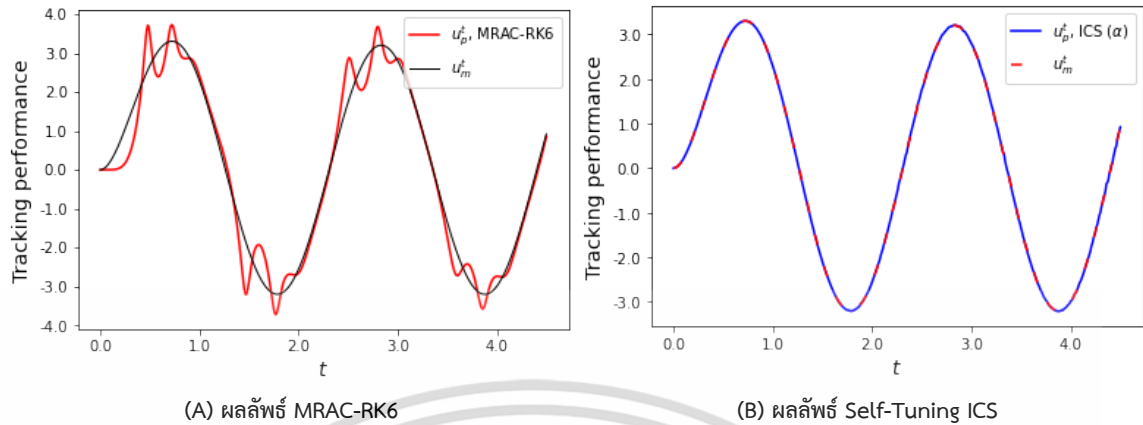 Tracking performance
4.0
3.0
2.0
1.0
0.0
-1.0
-2.0
-3.0
-4.0
0.0 1.0 2.0 3.0 4.0
t
u_p^t, MRAC-RK6
u_m^t
(A) ผลลัพธ์ MRAC-RK6
Tracking performance
3.0
2.0
1.0
0.0
-1.0
-2.0
-3.0
0.0 1.0 2.0 3.0 4.0
t
u_p^t, ICS (α)
u_m^t
(B) ผลลัพธ์ Self-Tuning ICS